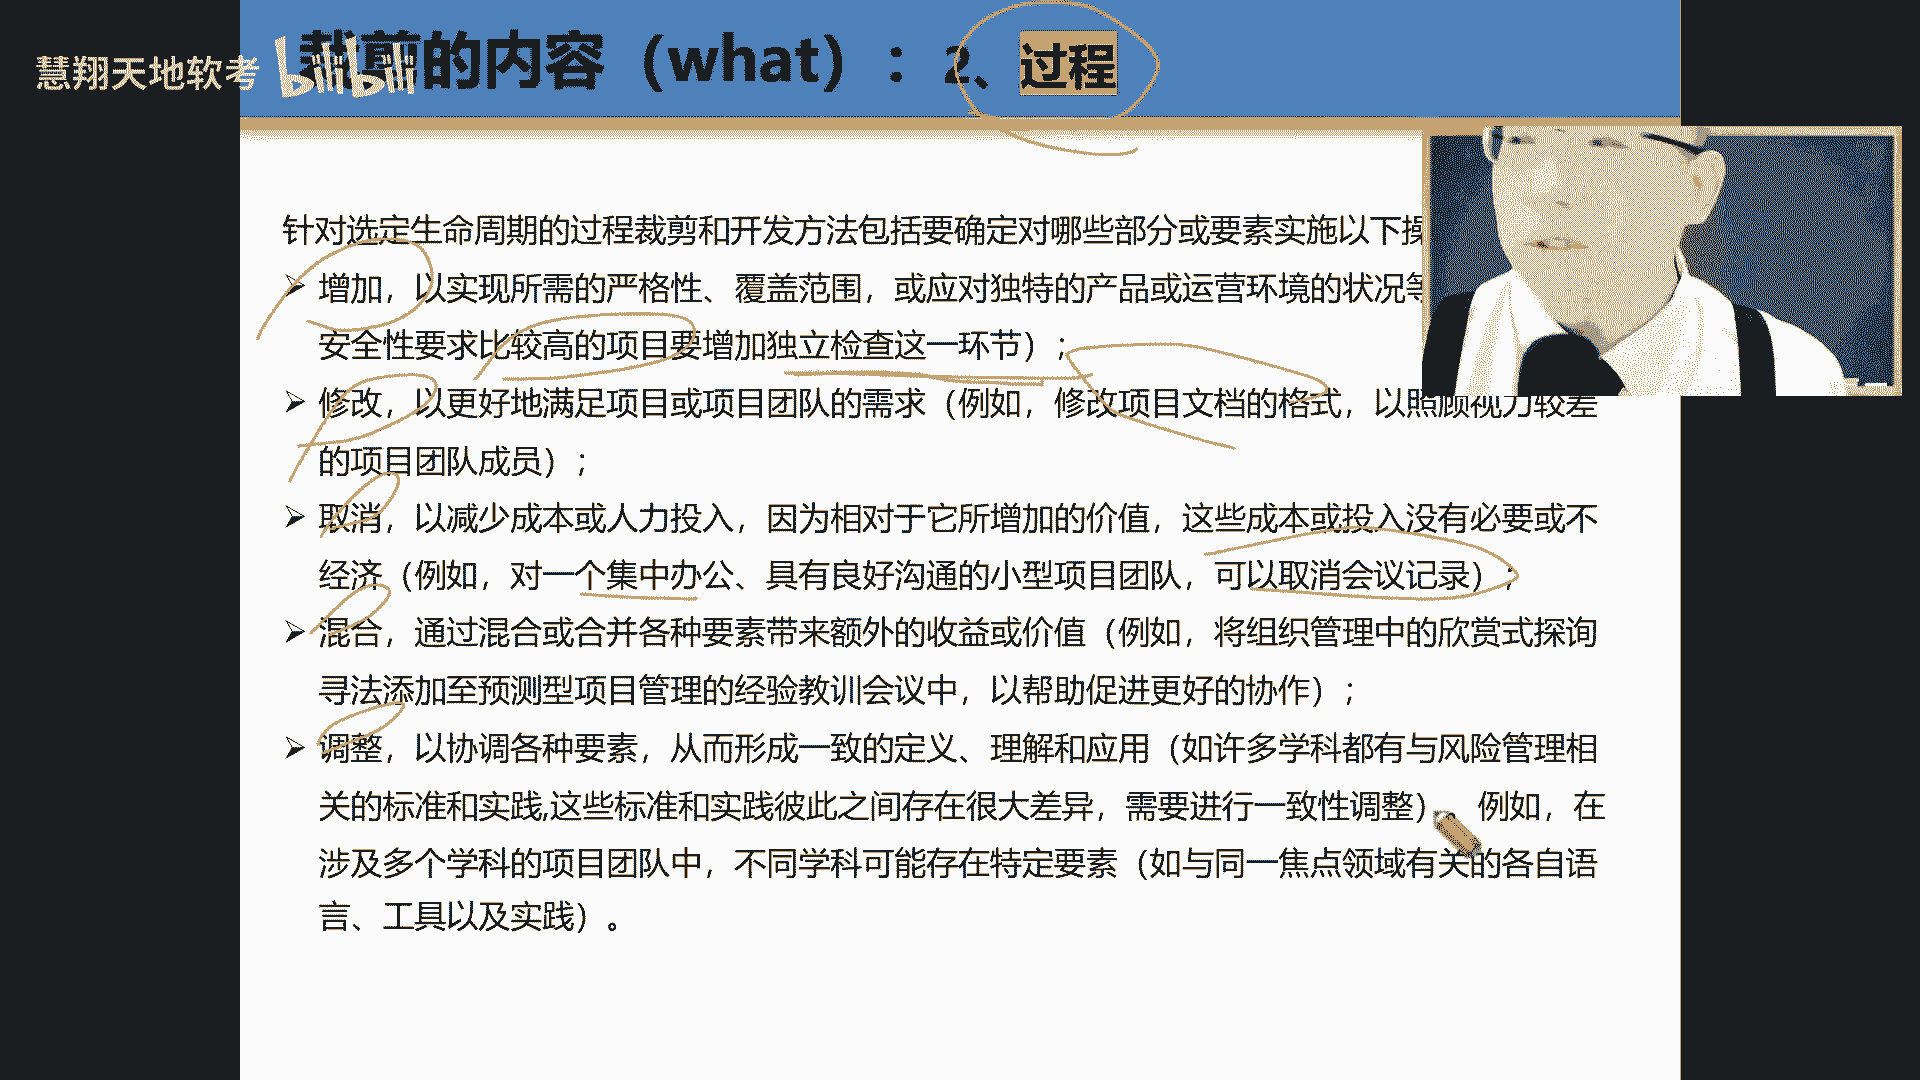 慧翔天地软考
bilibili
裁剪的内容（what）：2、过程
针对选定生命周期的过程裁剪和开发方法包括要确定对哪些部分或要素实施以下
增加，以实现所需的严格性、覆盖范围，或应对独特的产品或运营环境的状况等
安全性要求比较高的项目要增加独立检查这一环节）；
修改，以更好地满足项目或项目团队的需求（例如，修改项目文档的格式，以照顾视力较差
的项目团队成员）；
取消，以减少成本或人力投入，因为相对于它所增加的价值，这些成本或投入没有必要或不
经济（例如，对一个集中办公、具有良好沟通的小型项目团队，可以取消会议记录）；
混合，通过混合或合并各种要素带来额外的收益或价值（例如，将组织管理中的欣赏式探询
寻法添加至预测型项目管理的经验教训会议中，以帮助促进更好的协作）；
调整，以协调各种要素，从而形成一致的定义、理解和应用（如许多学科都有与风险管理相
关的标准和实践,这些标准和实践彼此之间存在很大差异，需要进行一致性调整） 例如，在
涉及多个学科的项目团队中，不同学科可能存在特定要素（如与同一焦点领域有关的各自语
言、工具以及实践）。